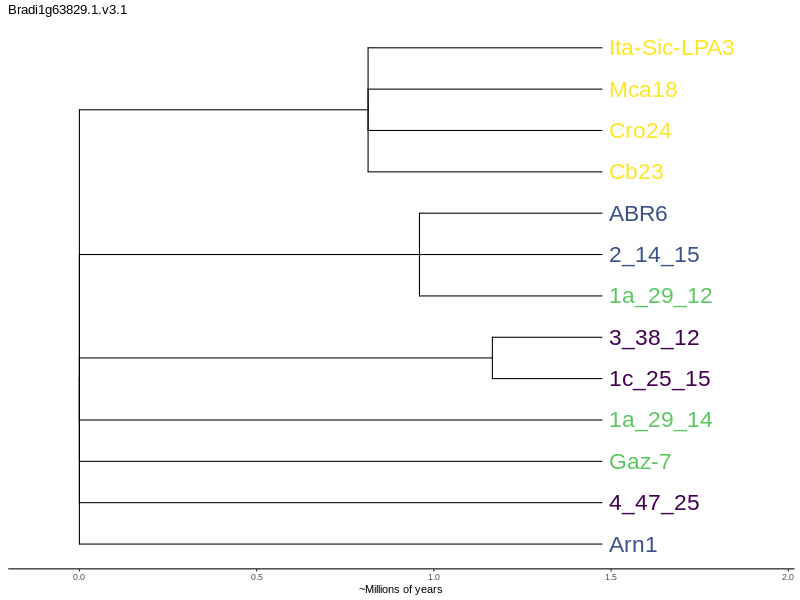 Bradi1g63829.1.v3.1
Ita-Sic-LPA3
Mca18
Cro24
Cb23
ABR6
2_14_15
1a_29_12
3_38_12
1c_25_15
1a_29_14
Gaz-7
4_47_25
Arn1
0.0 0.5 1.0 1.5 2.0
~Millions of years